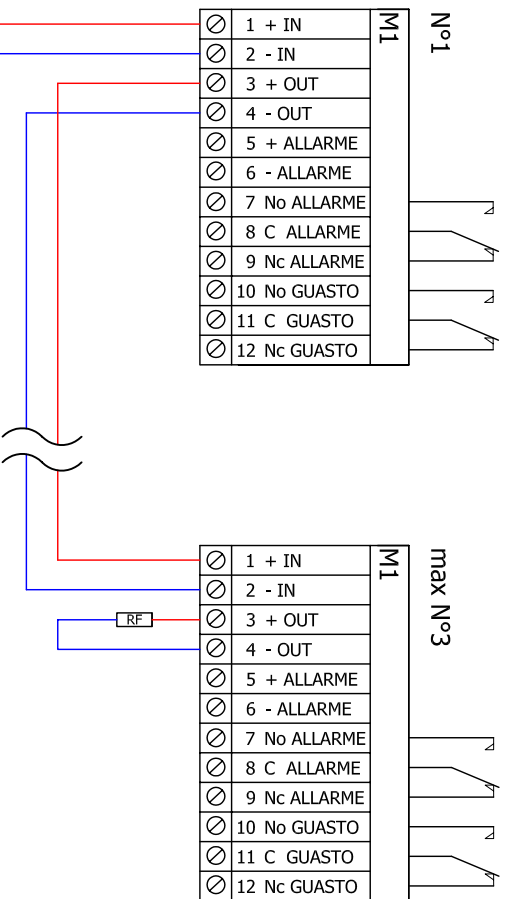 N°1
M1
1 + IN
2 - IN
3 + OUT
4 - OUT
5 + ALLARME
6 - ALLARME
7 No ALLARME
8 C ALLARME
9 Nc ALLARME
10 No GUASTO
11 C GUASTO
12 Nc GUASTO
max N°3
M1
1 + IN
2 - IN
RF
3 + OUT
4 - OUT
5 + ALLARME
6 - ALLARME
7 No ALLARME
8 C ALLARME
9 Nc ALLARME
10 No GUASTO
11 C GUASTO
12 Nc GUASTO